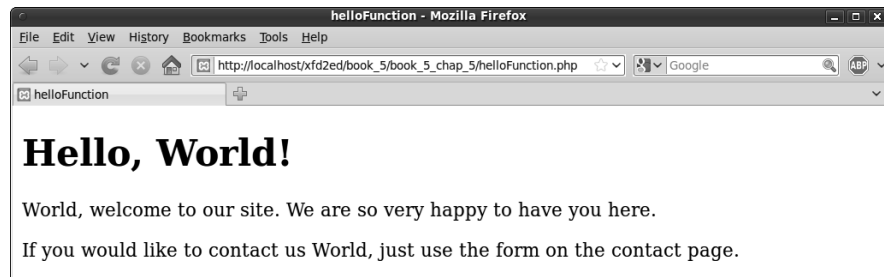 helloFunction - Mozilla Firefox
File Edit View History Bookmarks Tools Help
http://localhost/xfd2ed/book_5/book_5_chap_5/helloFunction.php Google ABP
helloFunction
Hello, World!
World, welcome to our site. We are so very happy to have you here.
If you would like to contact us World, just use the form on the contact page.